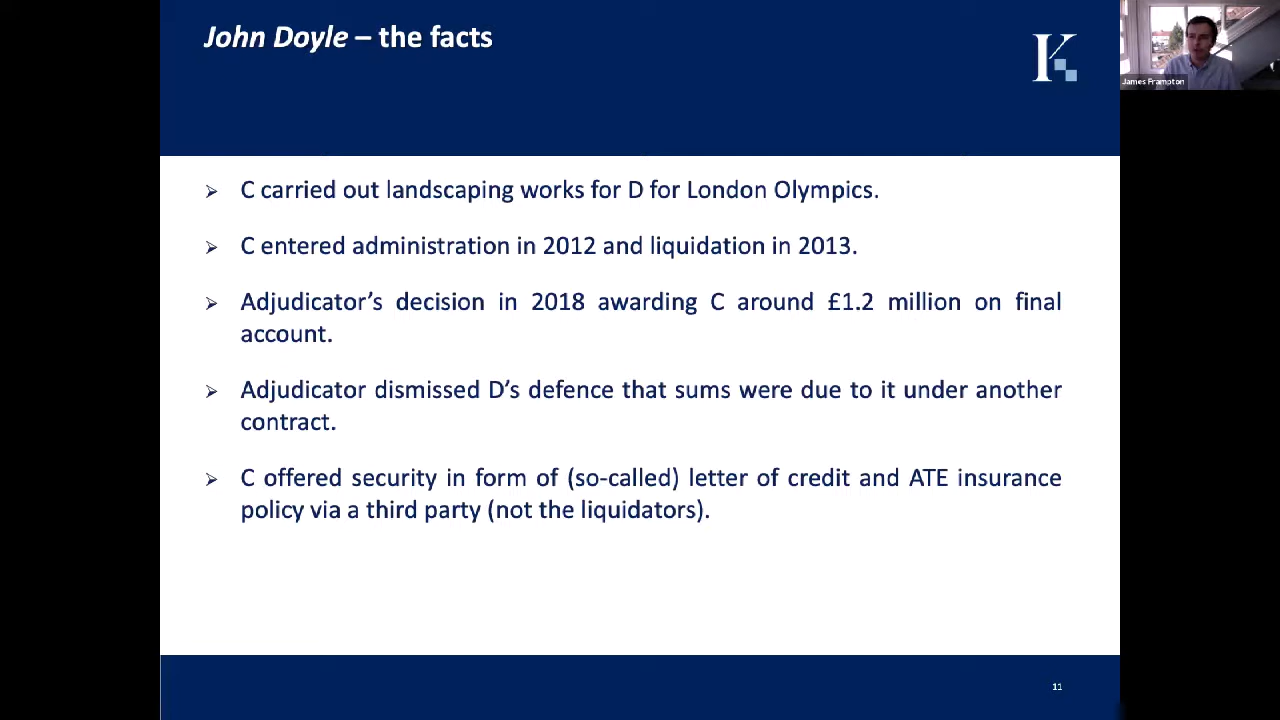 John Doyle – the facts
K
James Frampton
➢ C carried out landscaping works for D for London Olympics.
➢ C entered administration in 2012 and liquidation in 2013.
➢ Adjudicator’s decision in 2018 awarding C around £1.2 million on final
account.
➢ Adjudicator dismissed D’s defence that sums were due to it under another
contract.
➢ C offered security in form of (so-called) letter of credit and ATE insurance
policy via a third party (not the liquidators).
11